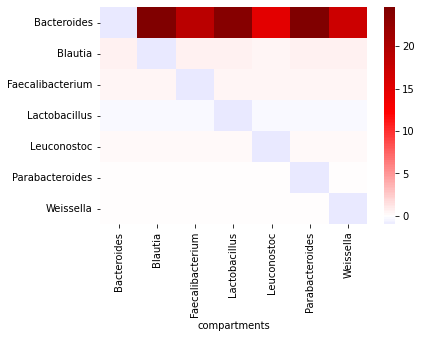 Bacteroides
Blautia
Faecalibacterium
Lactobacillus
Leuconostoc
Parabacteroides
Weissella
20
15
10
5
0
Bacteroides
Blautia
Faecalibacterium
Lactobacillus
Leuconostoc
Parabacteroides
Weissella
compartments